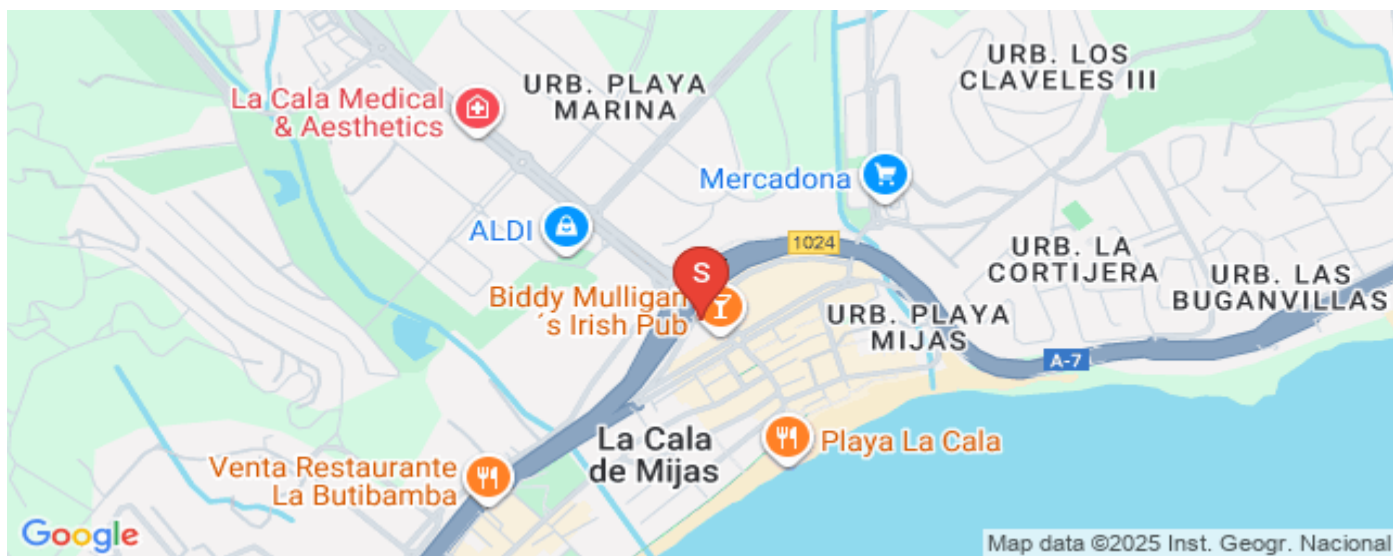 URB. LOS
CLAVELES III
URB. PLAYA
MARINA
La Cala Medical
& Aesthetics
Mercadona
ALDI
1024
URB. LA
CORTIJERA
URB. LAS
BUGANVILLAS
S
Biddy Mulligan
´s Irish Pub
URB. PLAYA
MIJAS
A-7
La Cala
de Mijas
Playa La Cala
Venta Restaurante
La Butibamba
Google
Map data ©2025 Inst. Geogr. Nacional